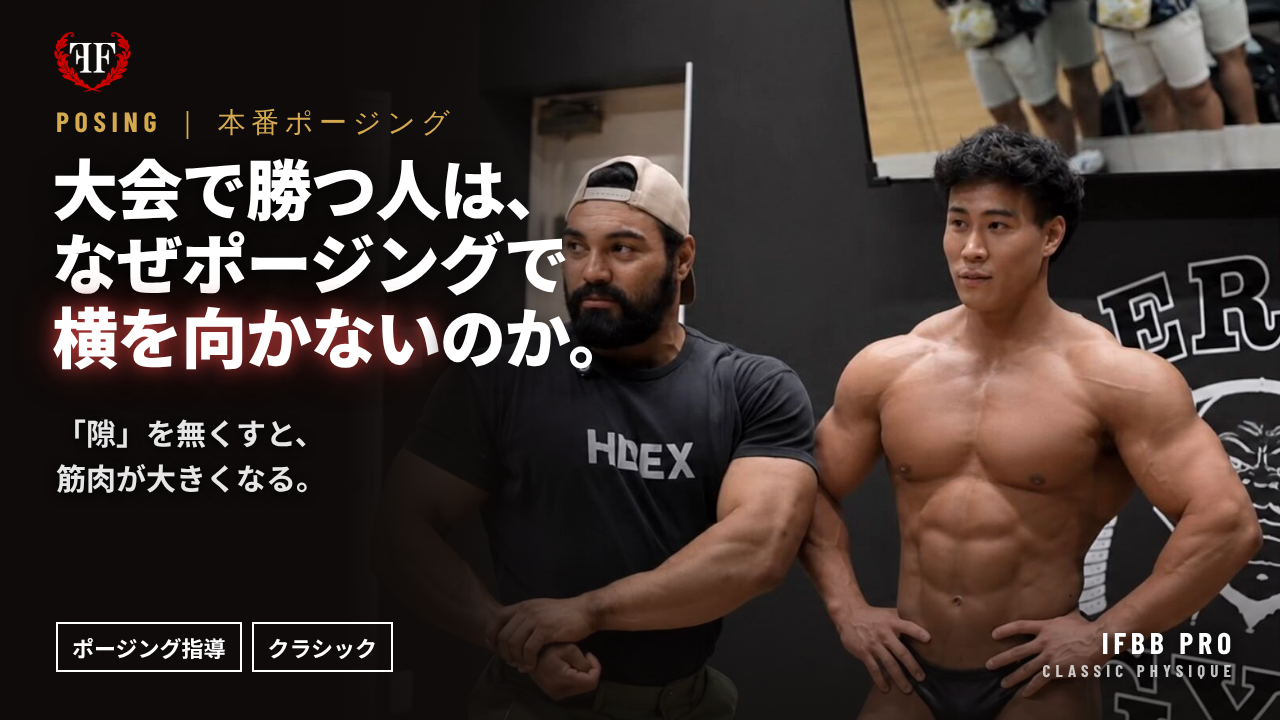 FF
POSING | 本番ポージング
大会で勝つ人は、
なぜポージングで
横を向かないのか。
「隙」を無くすと、
筋肉が大きくなる。
ポージング指導
クラシック
IFBB PRO
CLASSIC PHYSIQUE
ER
GY